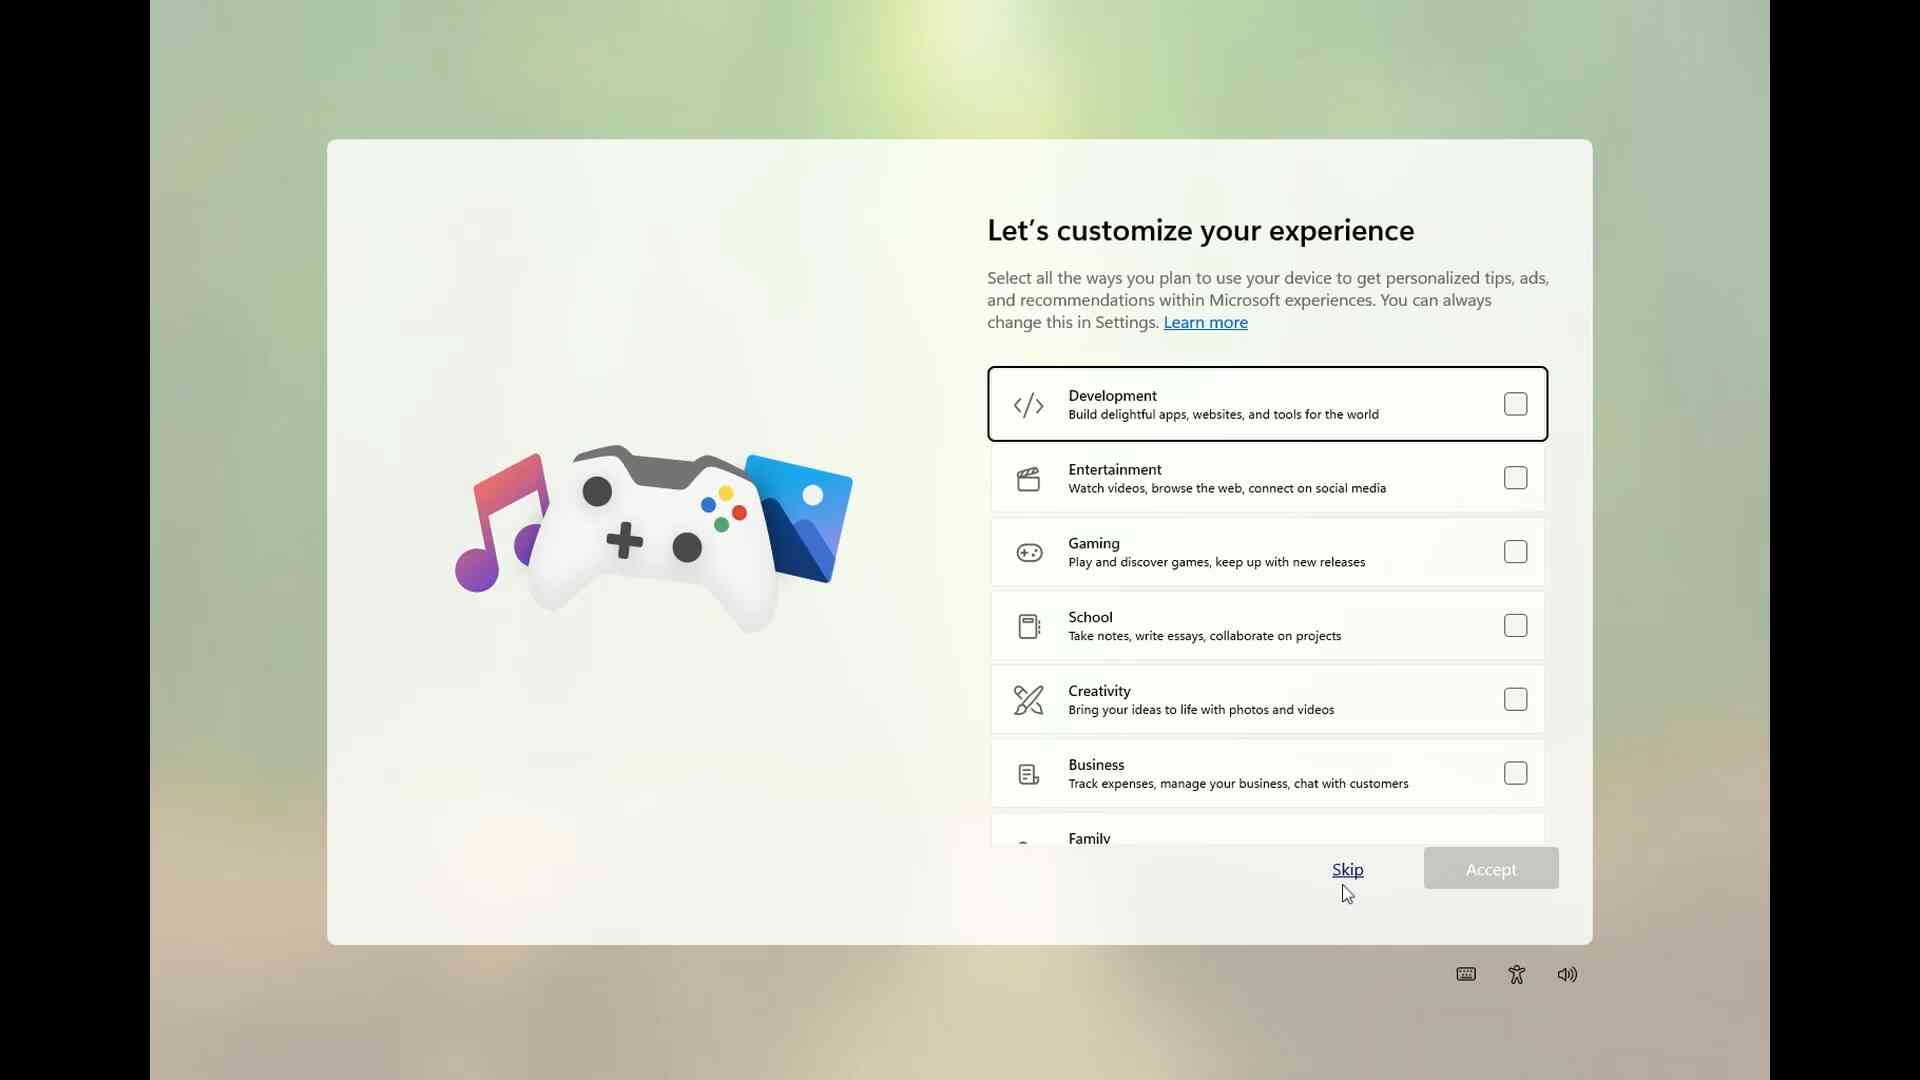 Let's customize your experience
Select all the ways you plan to use your device to get personalized tips, ads,
and recommendations within Microsoft experiences. You can always
change this in Settings. Learn more
Development
Build delightful apps, websites, and tools for the world
Entertainment
Watch videos, browse the web, connect on social media
Gaming
Play and discover games, keep up with new releases
School
Take notes, write essays, collaborate on projects
Creativity
Bring your ideas to life with photos and videos
Business
Track expenses, manage your business, chat with customers
Family
Skip
Accept